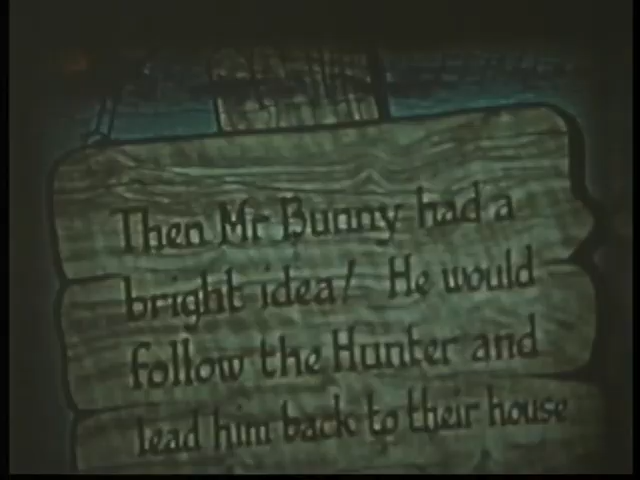 Then Mr Bunny had a
bright idea! He would
follow the Hunter and
lead him back to their house